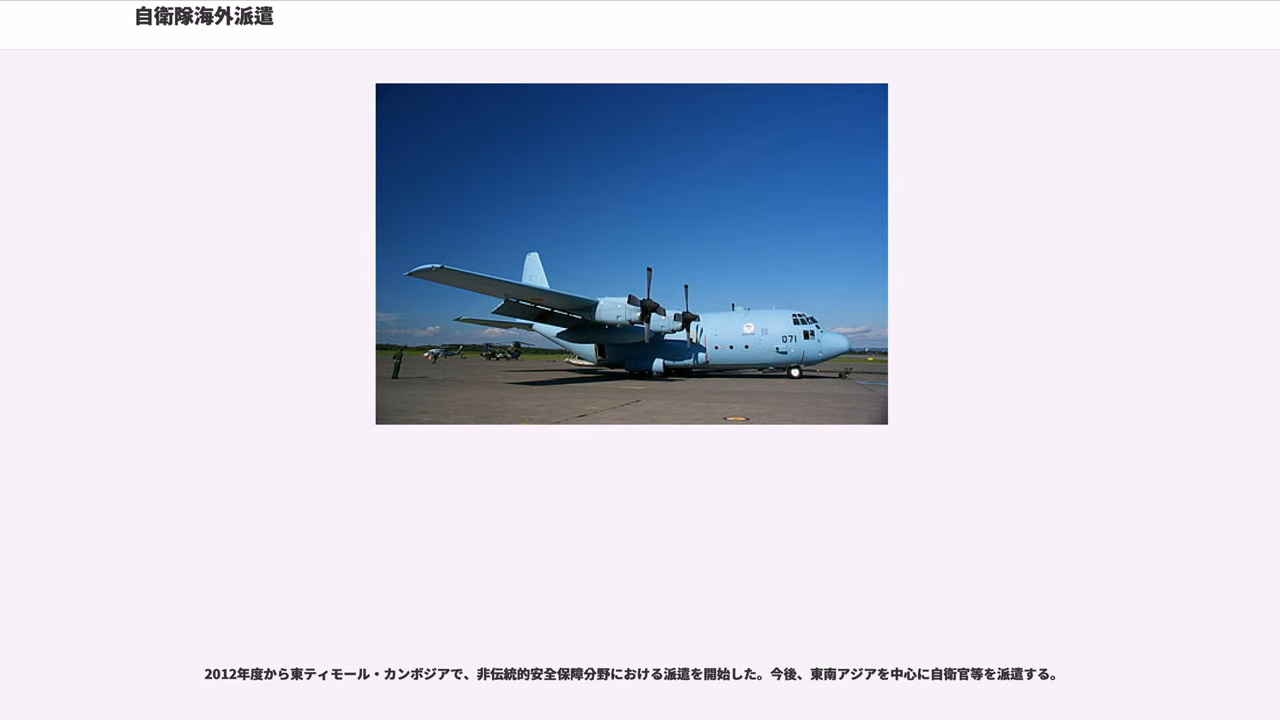 自衛隊海外派遣
071
2012年度から東ティモール・カンボジアで、非伝統的安全保障分野における派遣を開始した。今後、東南アジアを中心に自衛官等を派遣する。